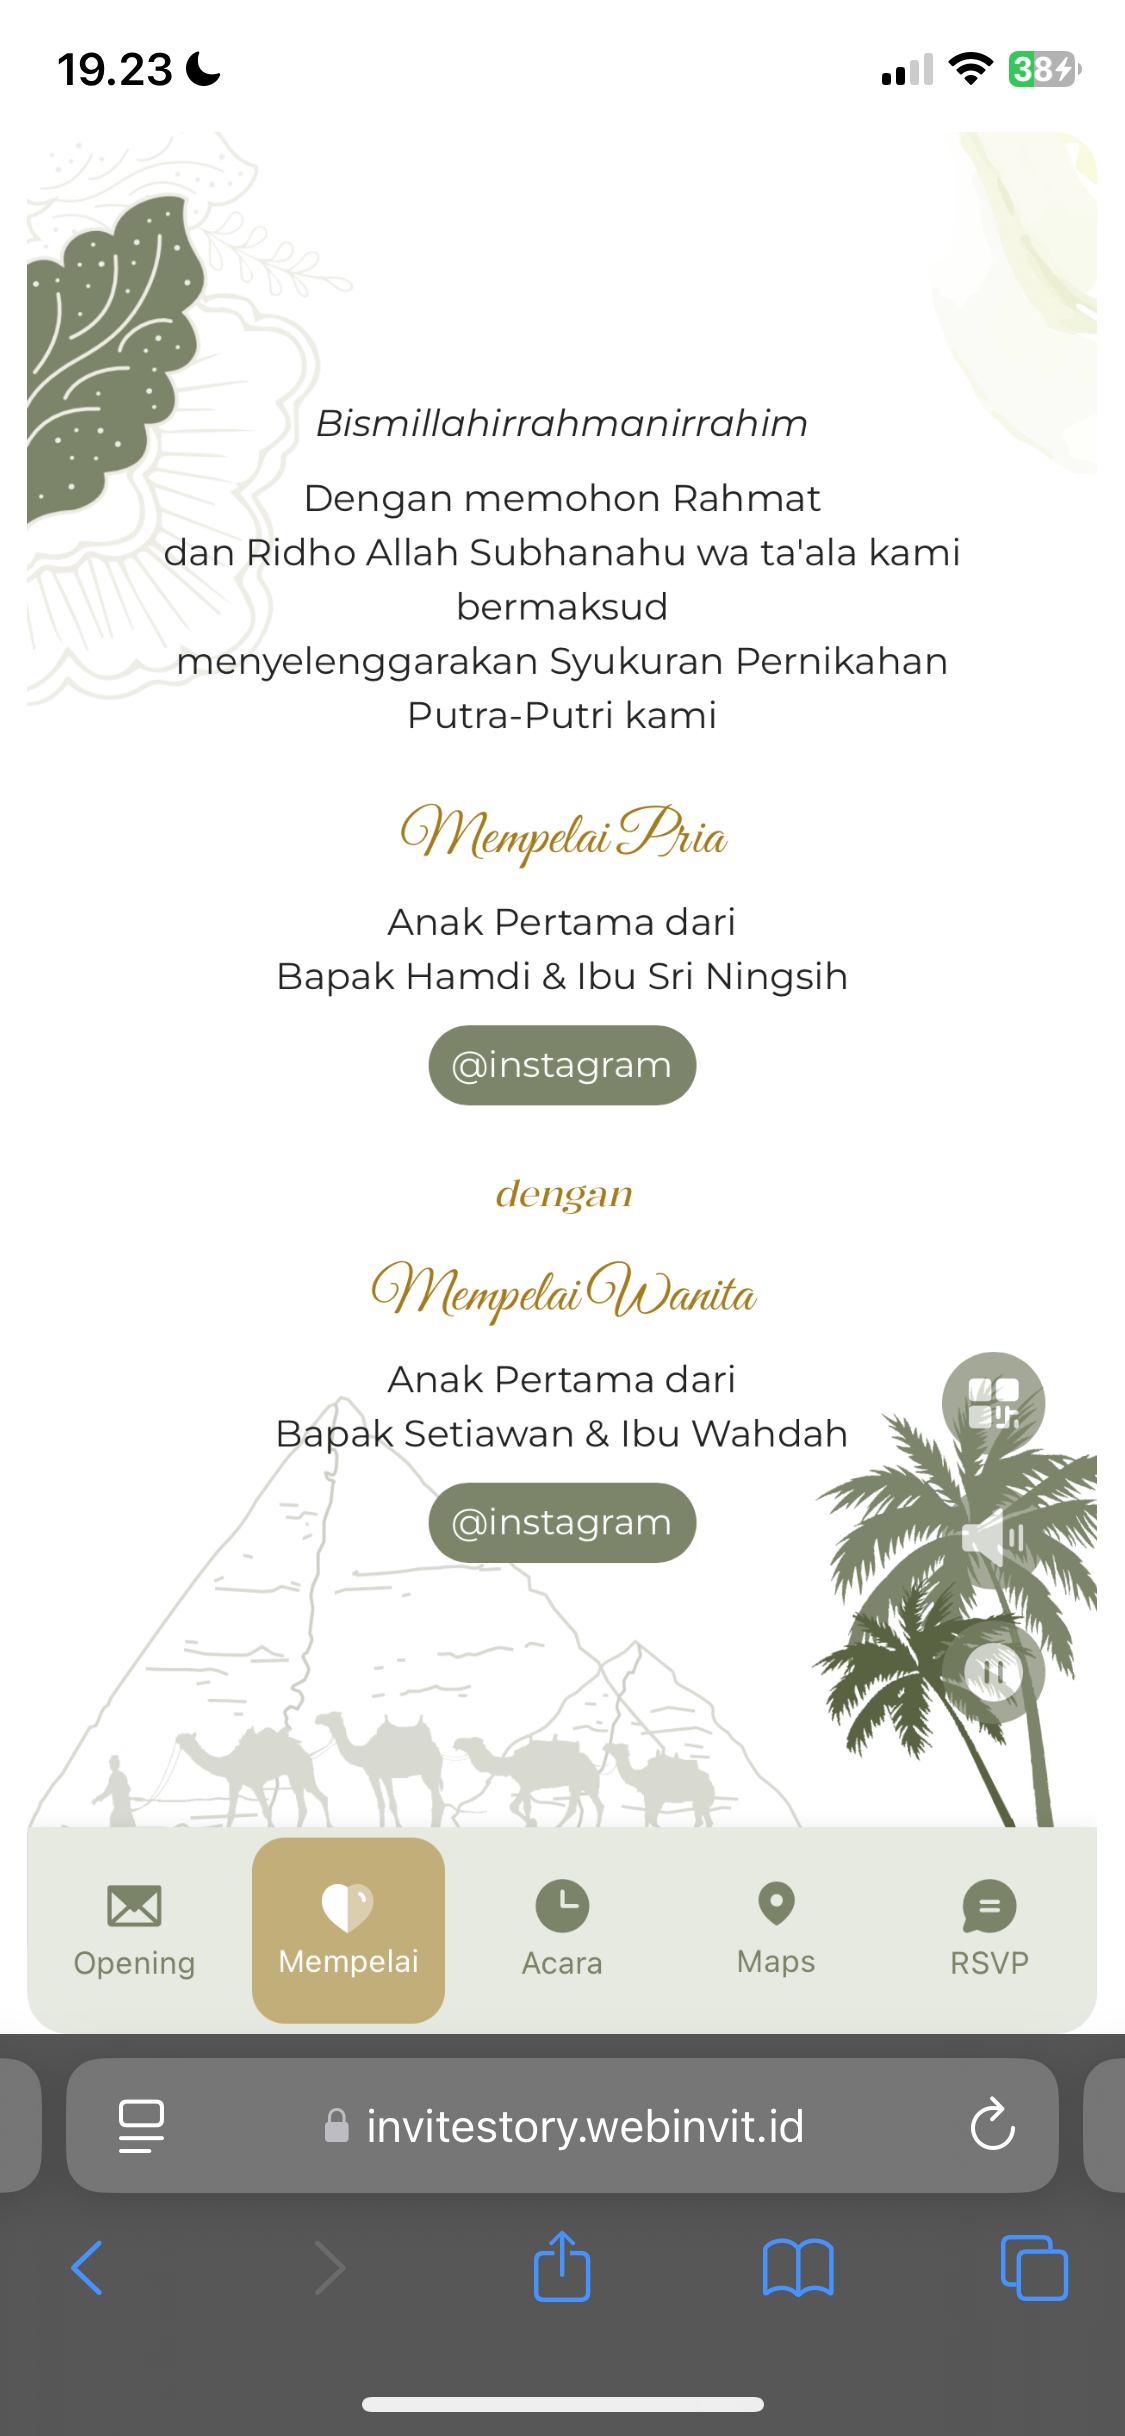 19.23
38
Bismillahirrahmanirrahim
Dengan memohon Rahmat
dan Ridho Allah Subhanahu wa ta'ala kami
bermaksud
menyelenggarakan Syukuran Pernikahan
Putra-Putri kami
Mempelai Pria
Anak Pertama dari
Bapak Hamdi & Ibu Sri Ningsih
@instagram
dengan
Mempelai Wanita
Anak Pertama dari
Bapak Setiawan & Ibu Wahdah
@instagram
Opening
Mempelai
Acara
Maps
RSVP
invitestory.webinvit.id